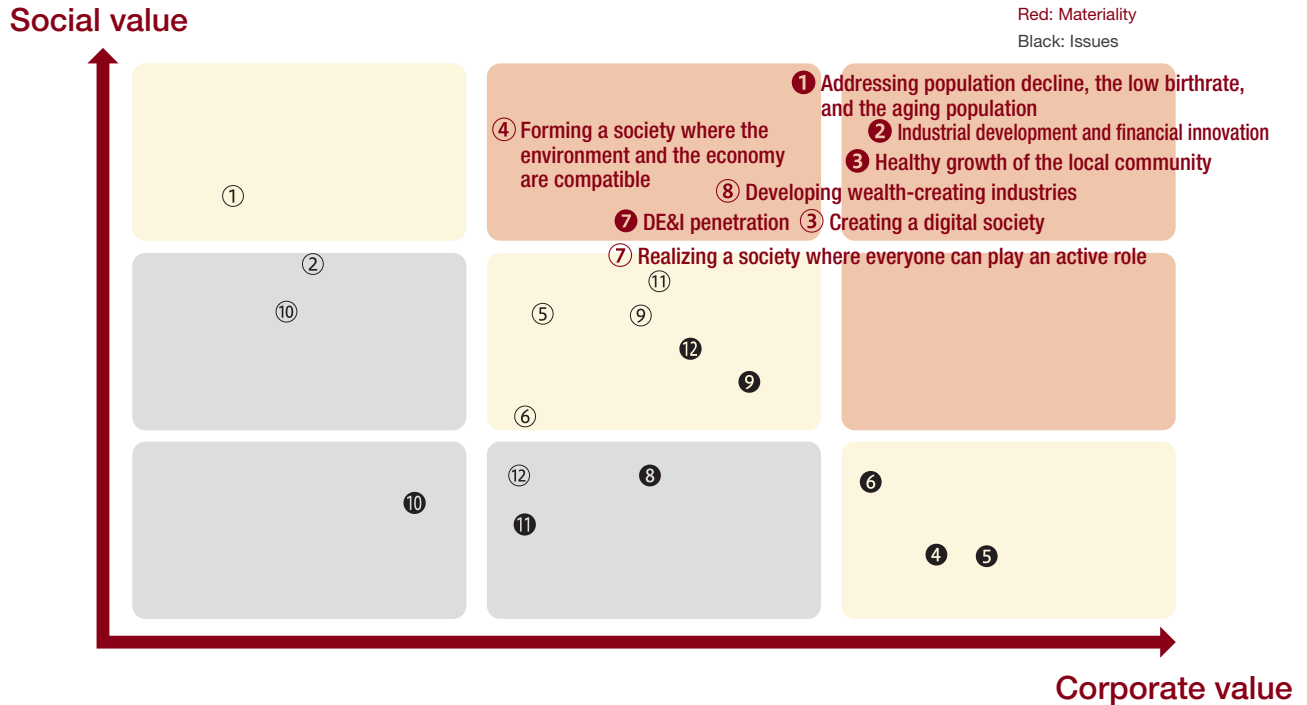 Social value
Red: Materiality
Black: Issues
❶ Addressing population decline, the low birthrate,
and the aging population
❷ Industrial development and financial innovation
④ Forming a society where the
environment and the economy
are compatible
❸ Healthy growth of the local community
⑧ Developing wealth-creating industries
①
❼ DE&I penetration ③ Creating a digital society
⑦ Realizing a society where everyone can play an active role
②
⑪
⑩
⑤
⑨
⓬
❾
⑥
⑫
❽
❻
❿
⓫
❹
❺
Corporate value